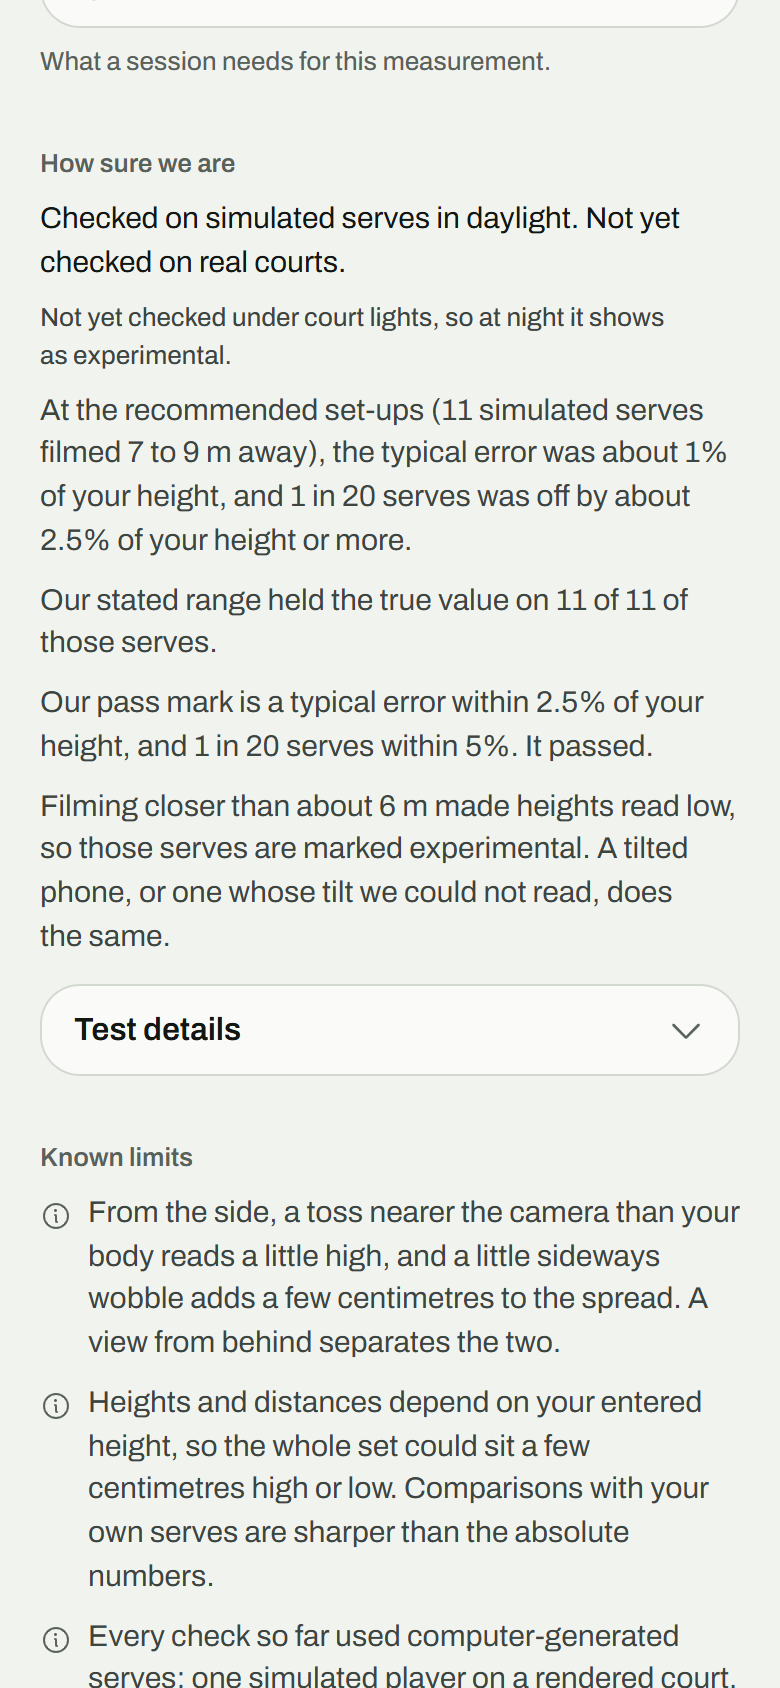 What a session needs for this measurement.
How sure we are
Checked on simulated serves in daylight. Not yet
checked on real courts.
Not yet checked under court lights, so at night it shows
as experimental.
At the recommended set-ups (11 simulated serves
filmed 7 to 9 m away), the typical error was about 1%
of your height, and 1 in 20 serves was off by about
2.5% of your height or more.
Our stated range held the true value on 11 of 11 of
those serves.
Our pass mark is a typical error within 2.5% of your
height, and 1 in 20 serves within 5%. It passed.
Filming closer than about 6 m made heights read low,
so those serves are marked experimental. A tilted
phone, or one whose tilt we could not read, does
the same.
Test details
Known limits
From the side, a toss nearer the camera than your
body reads a little high, and a little sideways
wobble adds a few centimetres to the spread. A
view from behind separates the two.
Heights and distances depend on your entered
height, so the whole set could sit a few
centimetres high or low. Comparisons with your
own serves are sharper than the absolute
numbers.
Every check so far used computer-generated
serves: one simulated player on a rendered court.